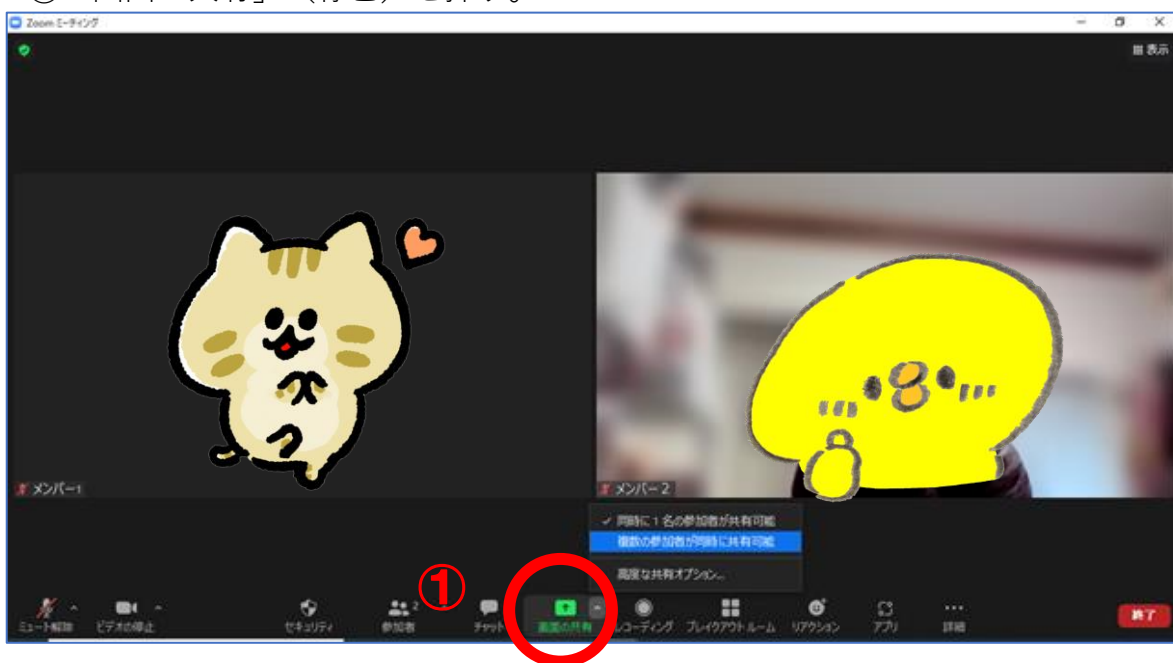 Zoom ミーティング
表示
メンバー1
メンバー2
✓ 同時に1名の参加者が共有可能
複数の参加者が同時に共有可能
高度な共有オプション...
①
ミュート解除 ビデオの停止 セキュリティ 参加者 2 チャット 画面の共有 レコーディング ブレイクアウト ルーム リアクション アプリ 詳細 終了